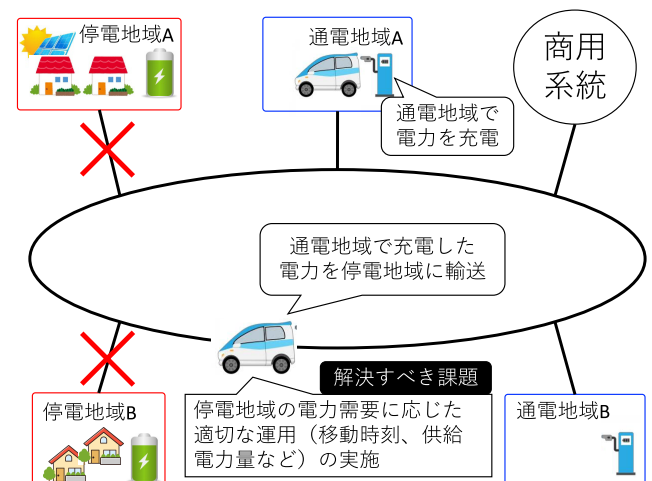 停電地域A
通電地域A
商用
系統
通電地域で
電力を充電
通電地域で充電した
電力を停電地域に輸送
解決すべき課題
停電地域B
停電地域の電力需要に応じた
適切な運用（移動時刻、供給
電力量など）の実施
通電地域B